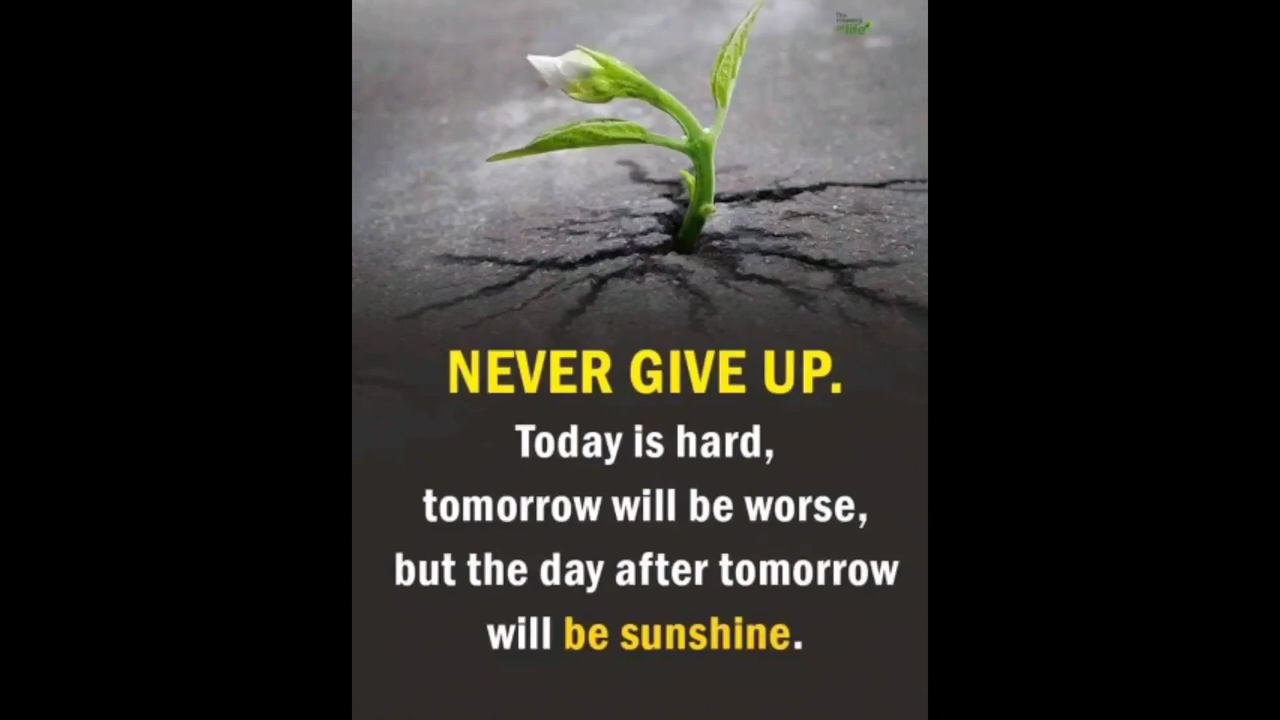 NEVER GIVE UP.
Today is hard,
tomorrow will be worse,
but the day after tomorrow
will be sunshine.